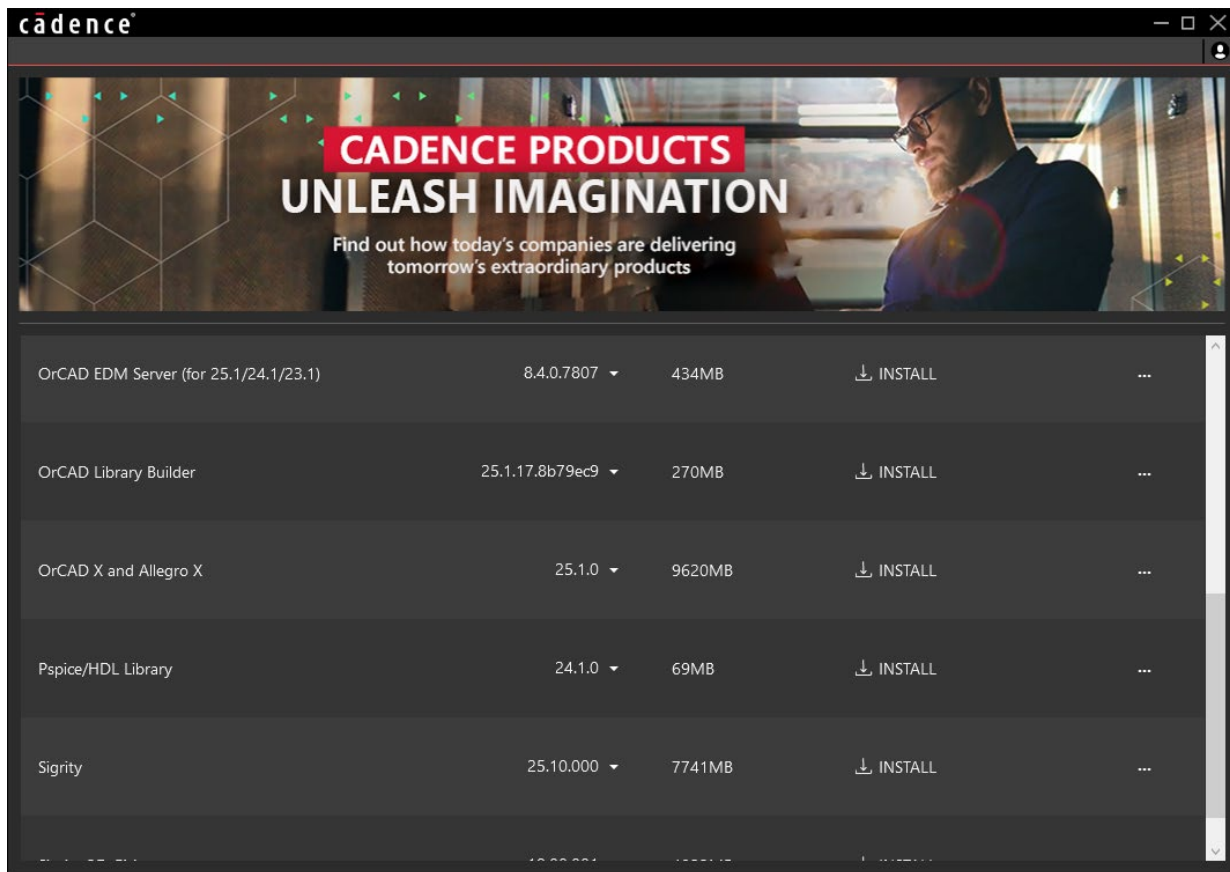 cādence®
CADENCE PRODUCTS
UNLEASH IMAGINATION
Find out how today's companies are delivering
tomorrow's extraordinary products
OrCAD EDM Server (for 25.1/24.1/23.1) 8.4.0.7807 434MB INSTALL ...
OrCAD Library Builder 25.1.17.8b79ec9 270MB INSTALL ...
OrCAD X and Allegro X 25.1.0 9620MB INSTALL ...
Pspice/HDL Library 24.1.0 69MB INSTALL ...
Sigrity 25.10.000 7741MB INSTALL ...